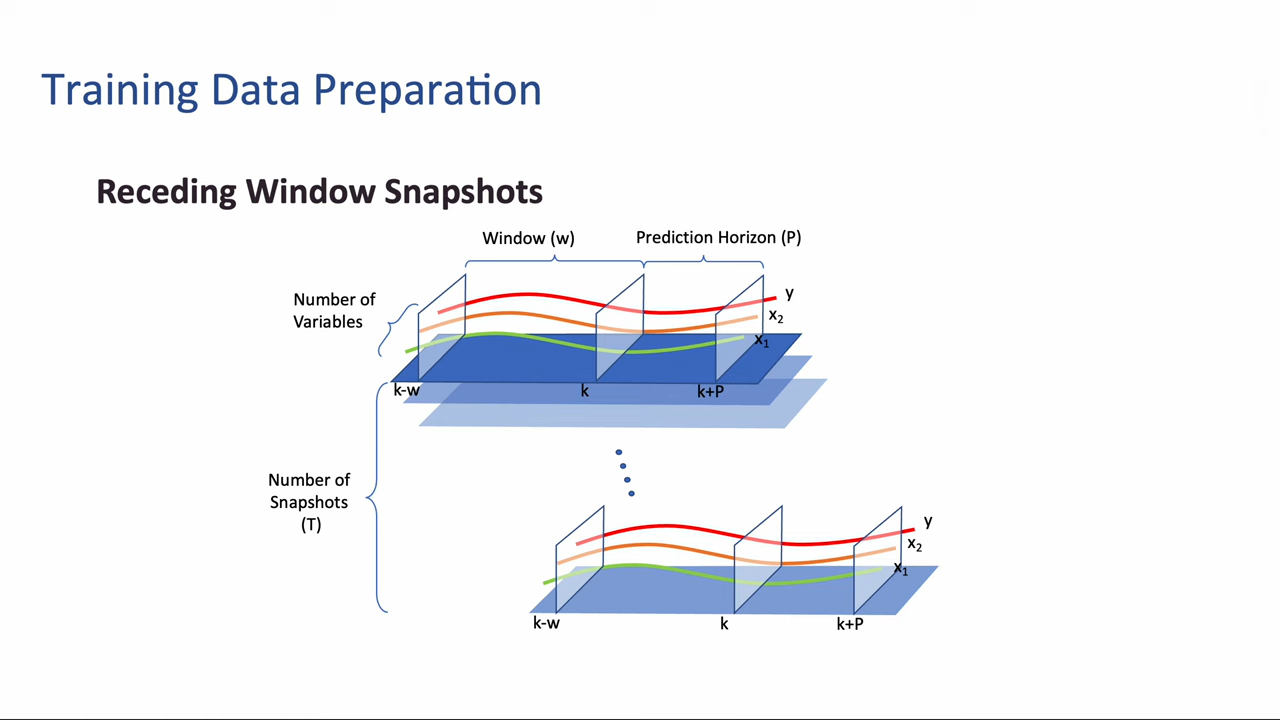 Training Data Preparation
Receding Window Snapshots
Window (w)
Prediction Horizon (P)
Number of
Variables
y
x₂
x₁
k-w
k
k+P
Number of
Snapshots
(T)
y
x₂
x₁
k-w
k
k+P